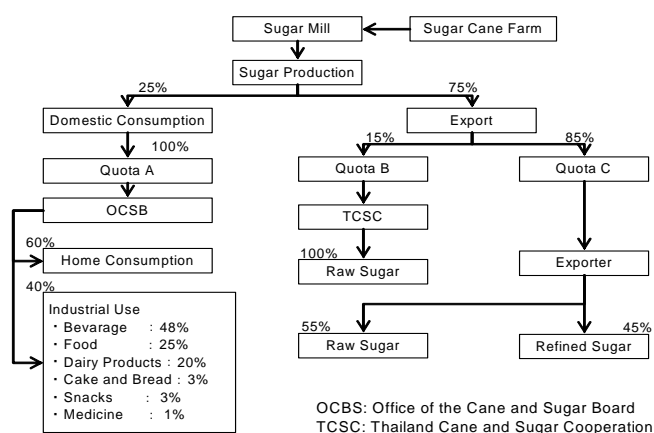 Sugar Mill
Sugar Cane Farm
Sugar Production
25%
75%
Domestic Consumption
Export
100%
15%
85%
Quota A
Quota B
Quota C
OCSB
TCSC
60%
Home Consumption
100%
Raw Sugar
Exporter
40%
Industrial Use
・ Bevarage : 48%
・ Food : 25%
・ Dairy Products : 20%
・ Cake and Bread : 3%
・ Snacks : 3%
・ Medicine : 1%
55%
Raw Sugar
45%
Refined Sugar
OCBS: Office of the Cane and Sugar Board
TCSC: Thailand Cane and Sugar Cooperation